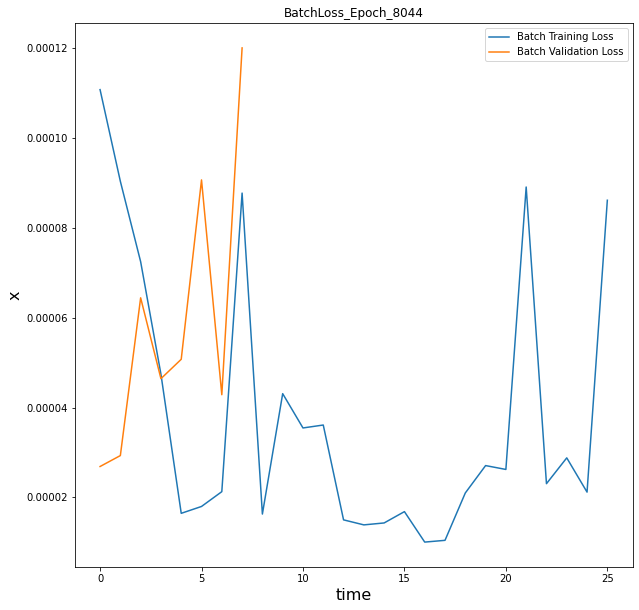 BatchLoss_Epoch_8044
Batch Training Loss
Batch Validation Loss
0.00012
0.00010
0.00008
0.00006
0.00004
0.00002
x
0 5 10 15 20 25
time